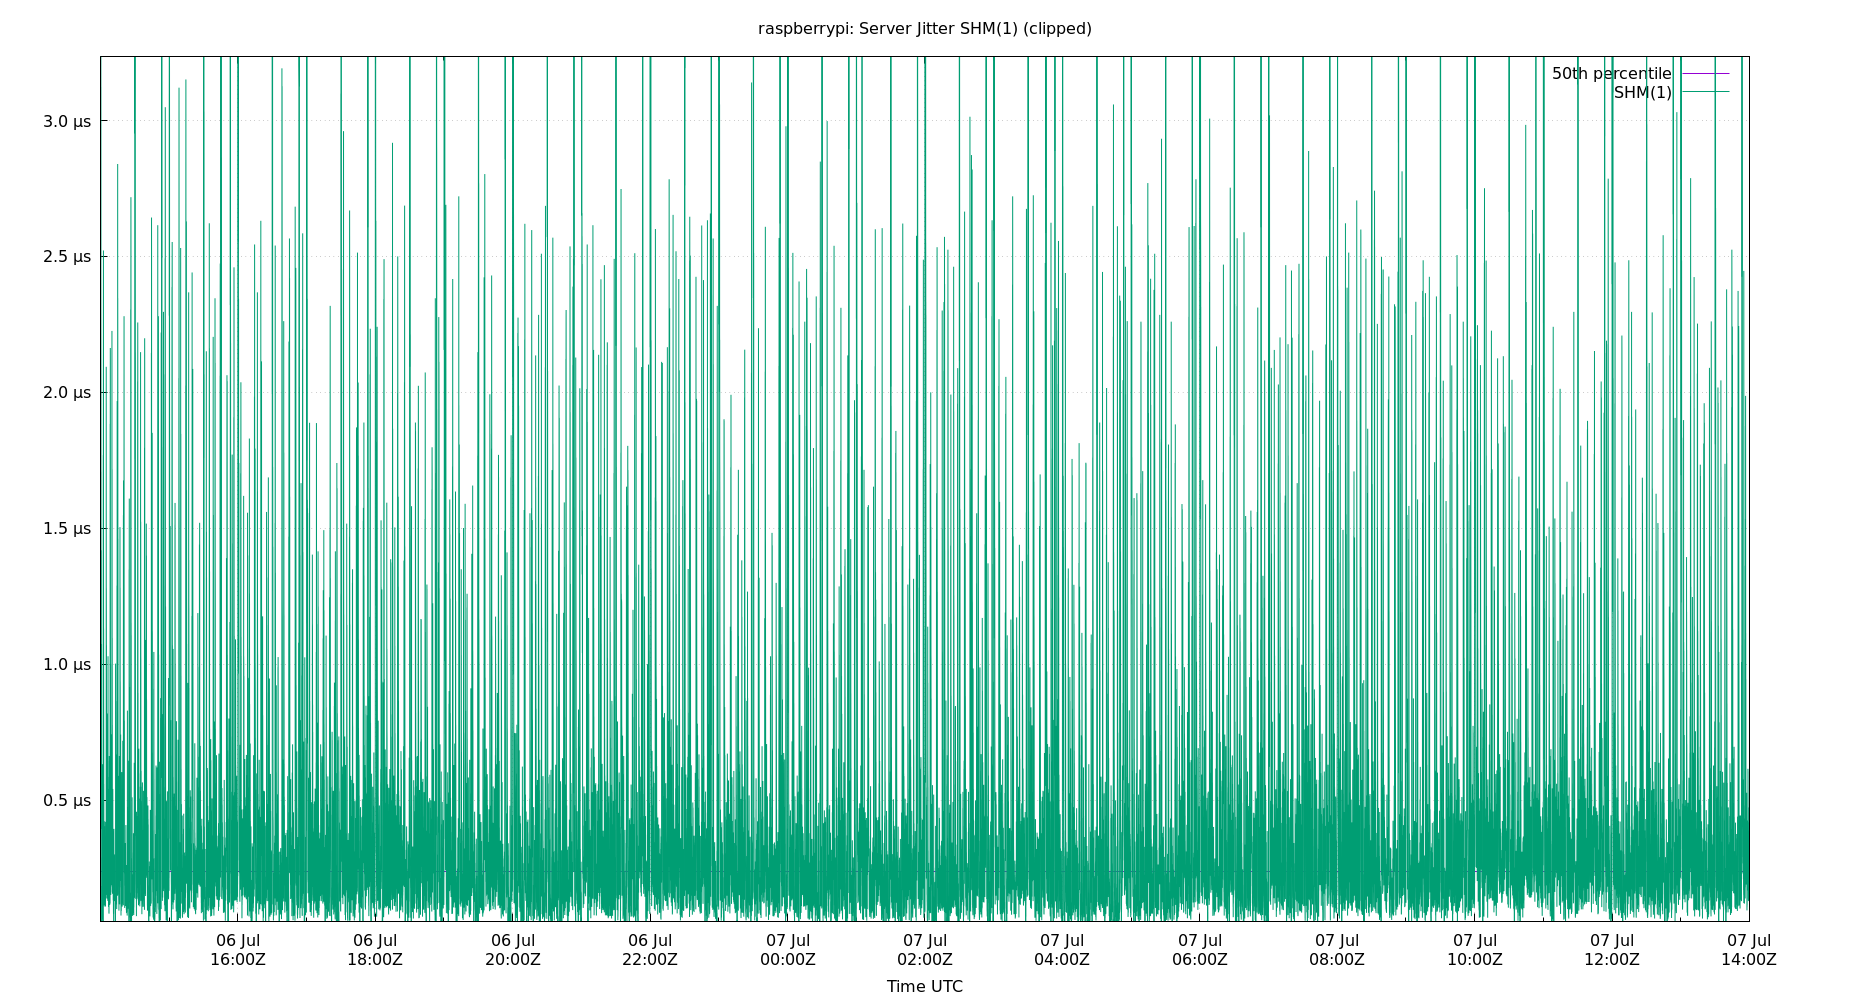 raspberrypi: Server Jitter SHM(1) (clipped)
50th percentile
SHM(1)
3.0 µs
2.5 µs
2.0 µs
1.5 µs
1.0 µs
0.5 µs
06 Jul 06 Jul 06 Jul 06 Jul 07 Jul 07 Jul 07 Jul 07 Jul 07 Jul 07 Jul 07 Jul 07 Jul
16:00Z 18:00Z 20:00Z 22:00Z 00:00Z 02:00Z 04:00Z 06:00Z 08:00Z 10:00Z 12:00Z 14:00Z
Time UTC